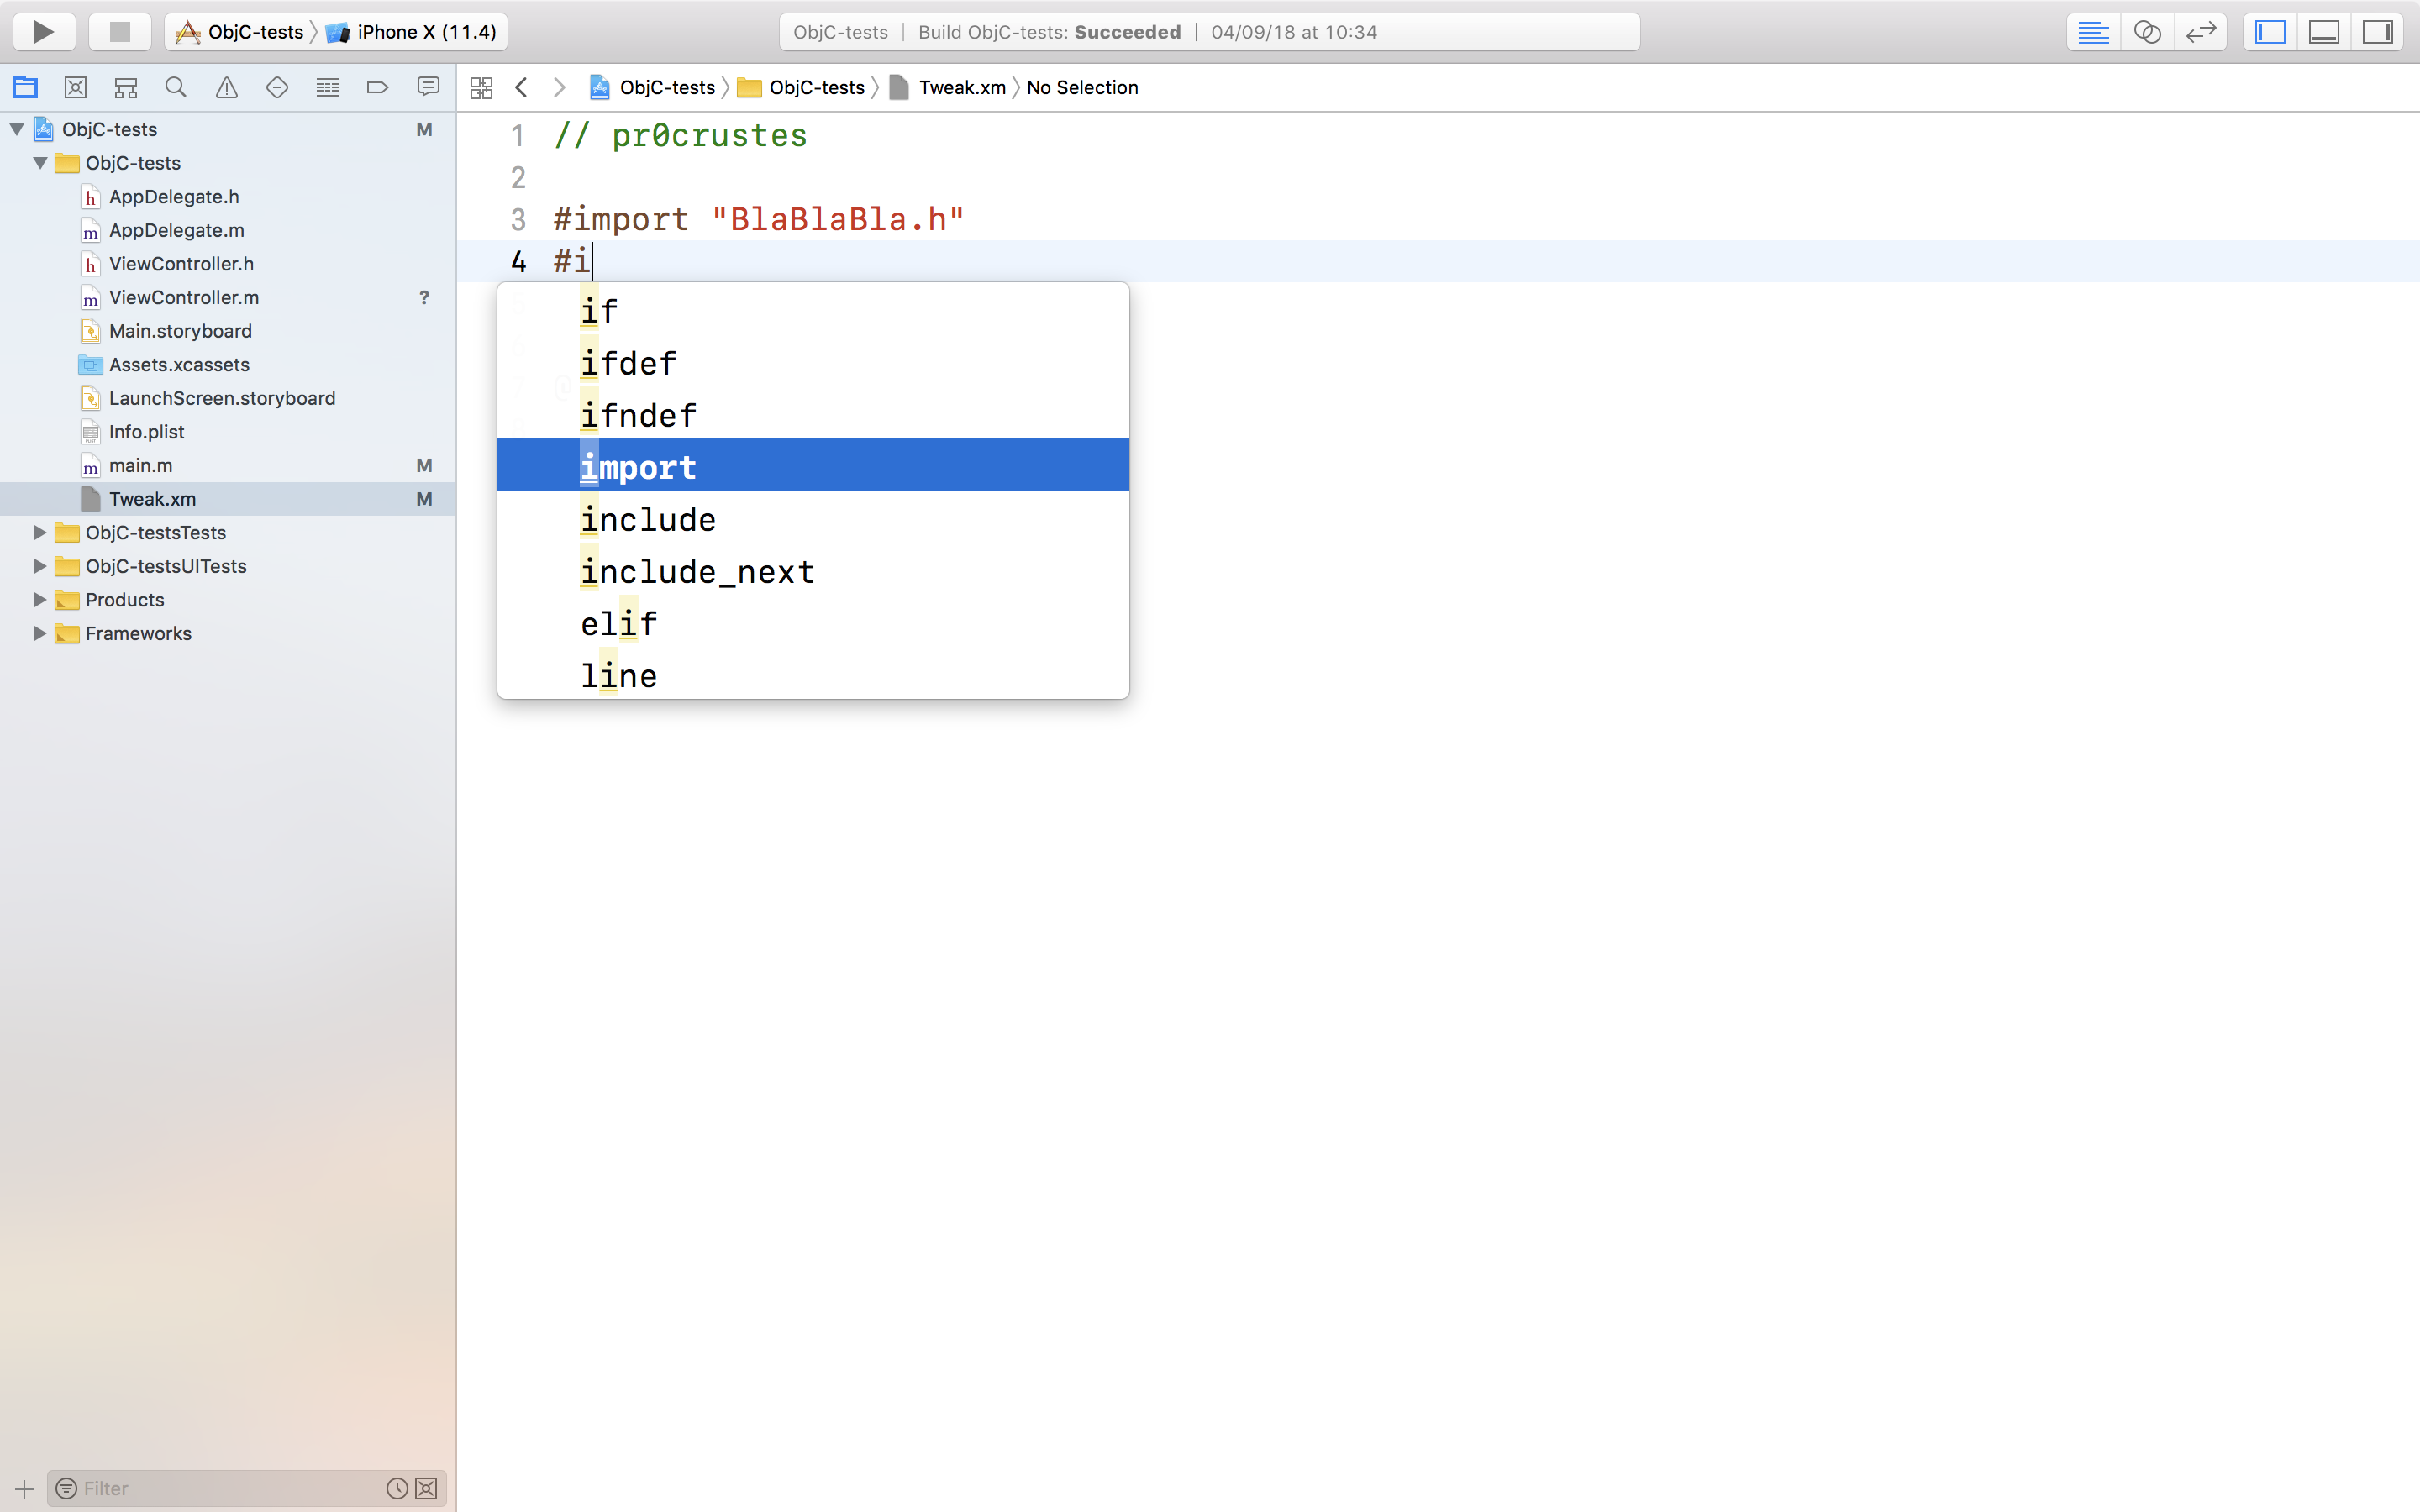 ObjC-tests iPhone X (11.4)
ObjC-tests Build ObjC-tests: Succeeded 04/09/18 at 10:34
ObjC-tests ObjC-tests Tweak.xm No Selection
ObjC-tests M
ObjC-tests
h AppDelegate.h
m AppDelegate.m
h ViewController.h
m ViewController.m ?
Main.storyboard
Assets.xcassets
LaunchScreen.storyboard
Info.plist
m main.m M
Tweak.xm M
ObjC-testsTests
ObjC-testsUITests
Products
Frameworks
Filter
1 // pr0crustes
2
3 #import "BlaBlaBla.h"
4 #i
if
ifdef
ifndef
import
include
include_next
elif
line